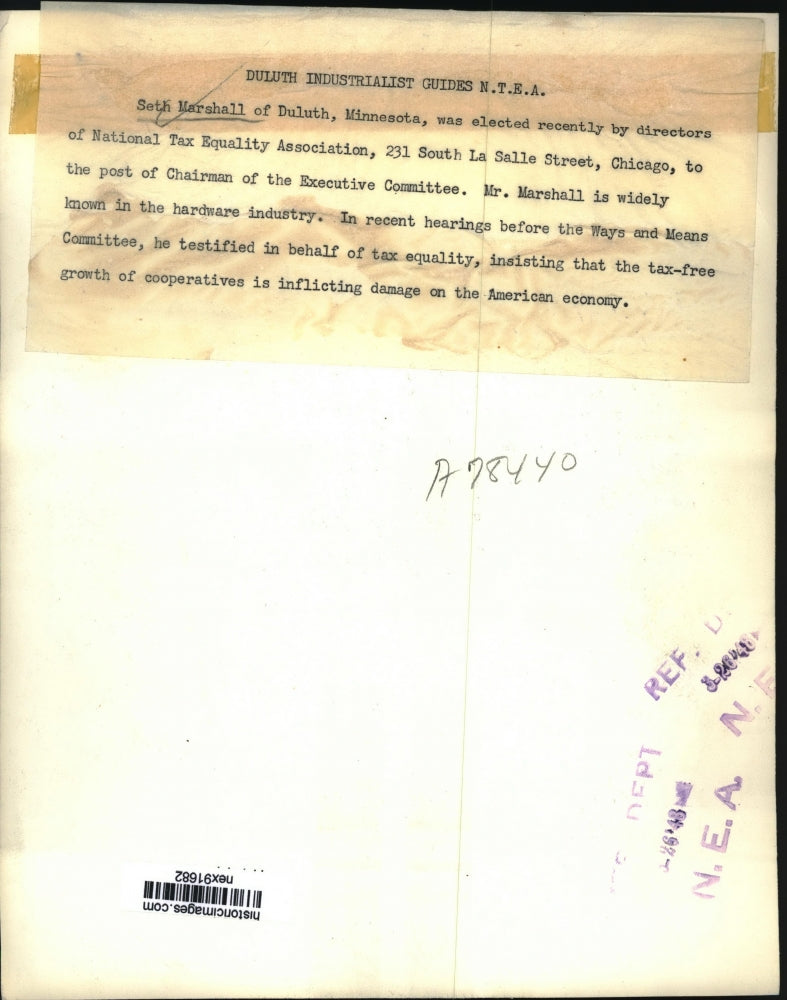 DULUTH INDUSTRIALIST GUIDES N.T.E.A.
Seth Marshall of Duluth, Minnesota, was elected recently by directors
of National Tax Equality Association, 231 South La Salle Street, Chicago, to
the post of Chairman of the Executive Committee. Mr. Marshall is widely
known in the hardware industry. In recent hearings before the Ways and Means
Committee, he testified in behalf of tax equality, insisting that the tax-free
growth of cooperatives is inflicting damage on the American economy.
A78440
REF. D
N. E
DEPT
N.E.A.
historicimages.com
nex91682